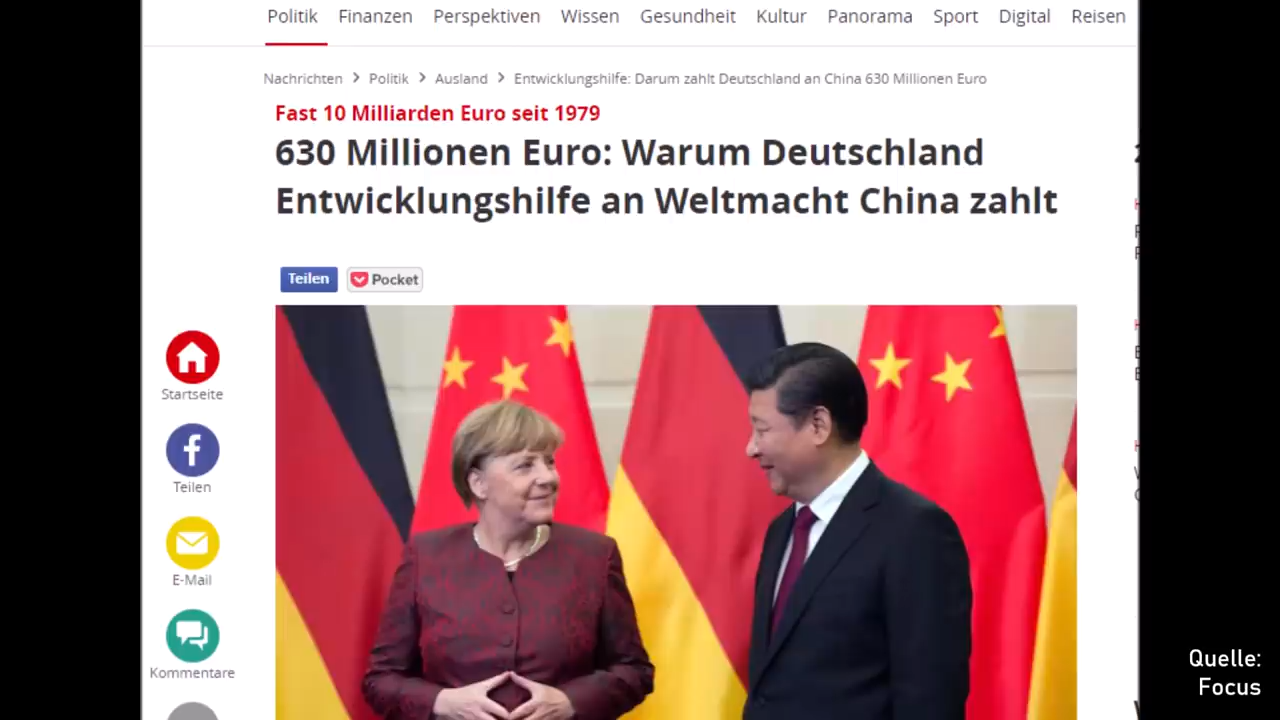 Politik Finanzen Perspektiven Wissen Gesundheit Kultur Panorama Sport Digital Reisen
Nachrichten > Politik > Ausland > Entwicklungshilfe: Darum zahlt Deutschland an China 630 Millionen Euro
Fast 10 Milliarden Euro seit 1979
630 Millionen Euro: Warum Deutschland
Entwicklungshilfe an Weltmacht China zahlt
Teilen Pocket
Startseite
Teilen
E-Mail
Kommentare
Quelle:
Focus